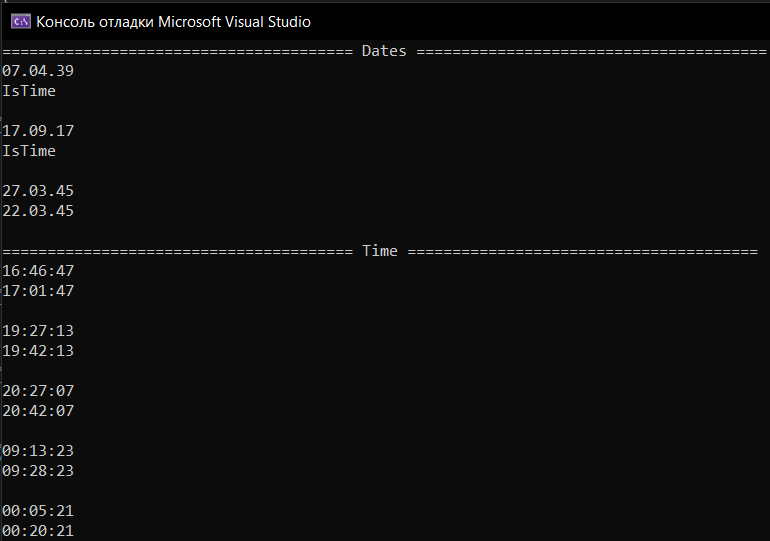 C:\ Консоль отладки Microsoft Visual Studio
======================================= Dates =======================================
07.04.39
IsTime
17.09.17
IsTime
27.03.45
22.03.45
======================================= Time =======================================
16:46:47
17:01:47
19:27:13
19:42:13
20:27:07
20:42:07
09:13:23
09:28:23
00:05:21
00:20:21